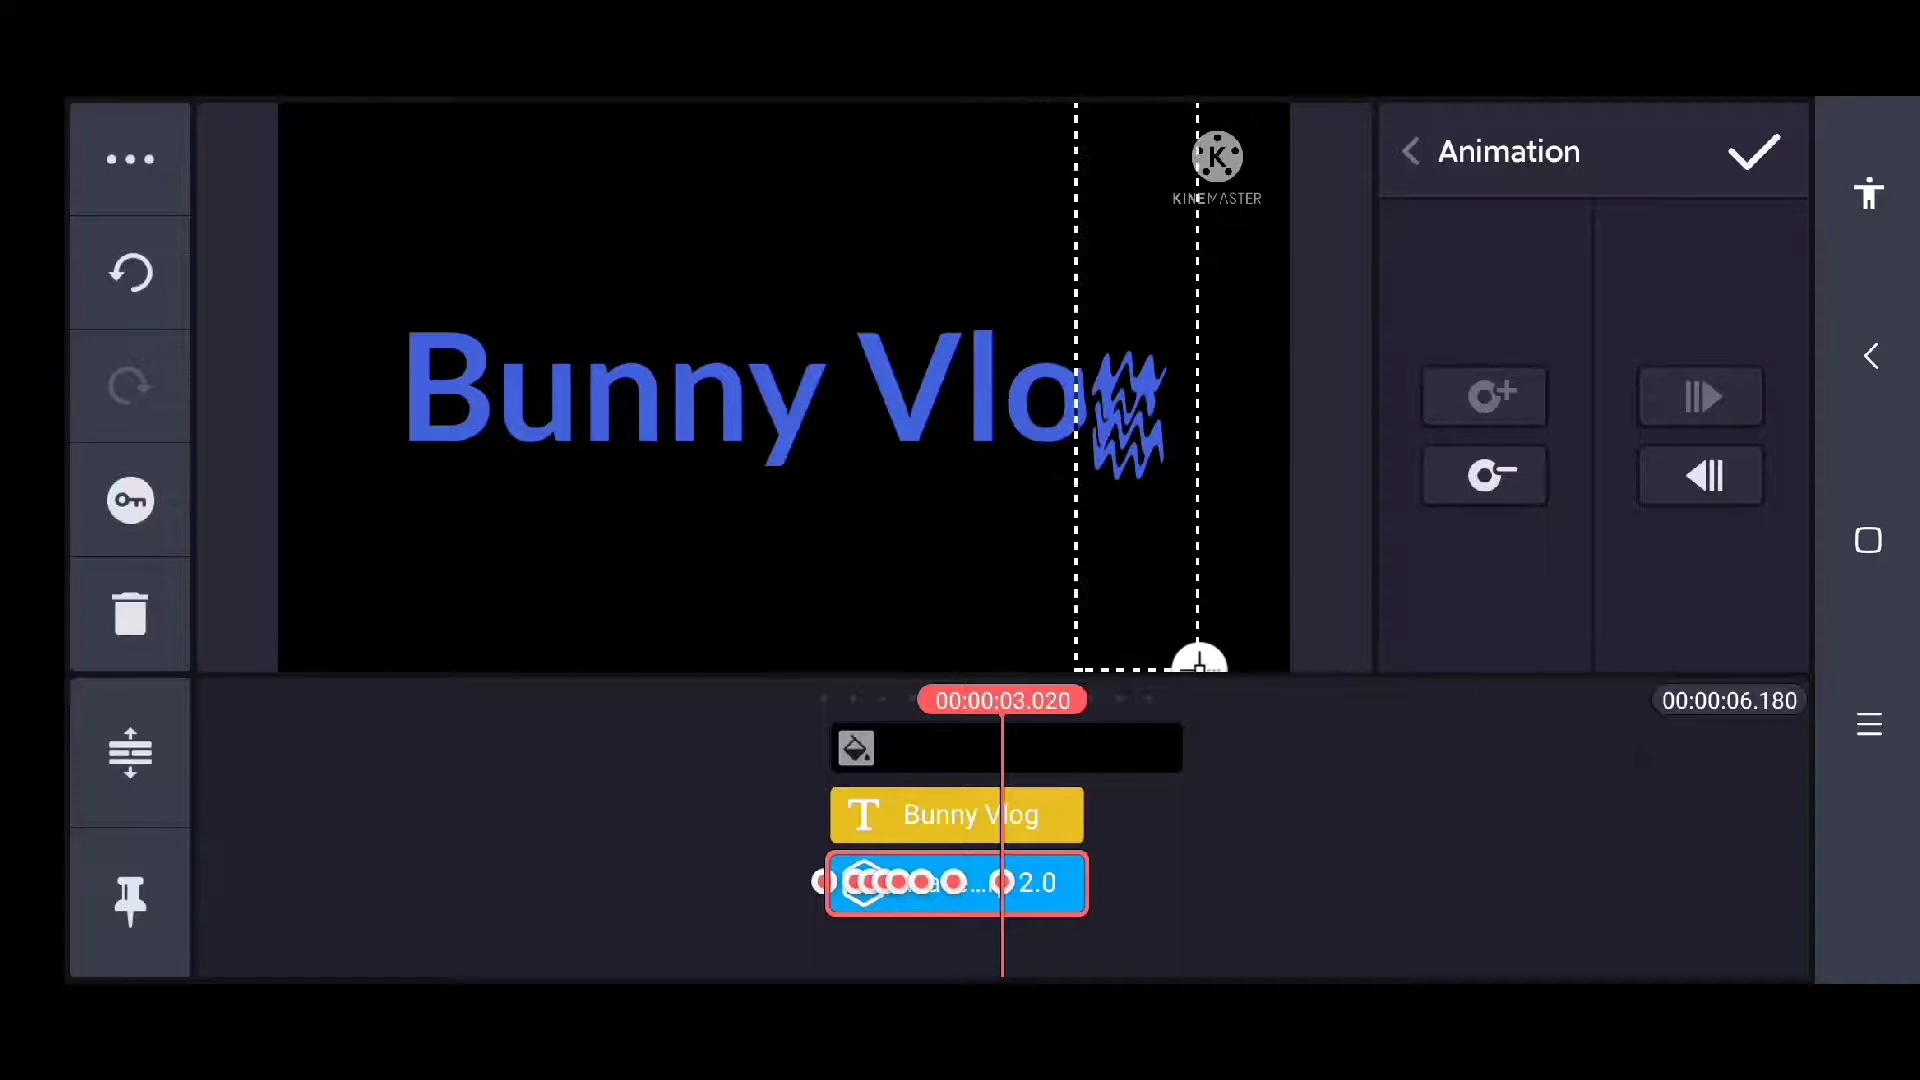 Animation
K
KINEMASTER
Bunny Vlo
00:00:03.020
00:00:06.180
T Bunny Vlog
2.0